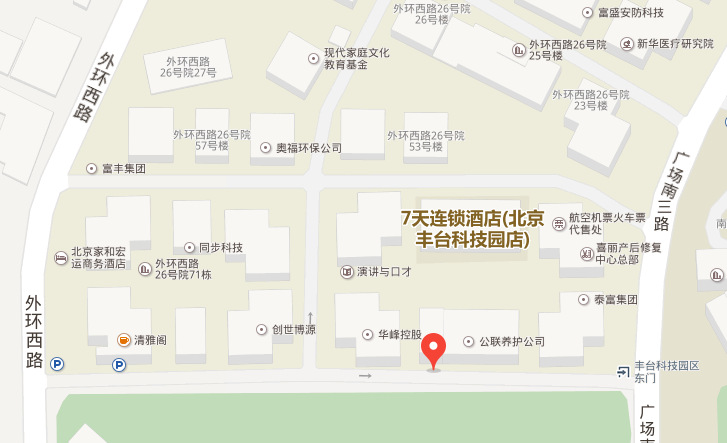 外环西路26号院
26号楼
富盛安防科技
外环西路
现代家庭文化
教育基金
外环西路26号院
25号楼
新华医疗研究院
外环西路
26号院27号
外环西路26号院
23号楼
外环西路26号院
57号楼
奥福环保公司
外环西路26号院
53号楼
富丰集团
广场南三路
7天连锁酒店(北京
丰台科技园店)
航空机票火车票
代售处
南
北京家和宏
运商务酒店
同步科技
喜丽产后修复
中心总部
外环西路
26号院71栋
演讲与口才
外环西路
泰富集团
创世博源
清雅阁
华峰控股
公联养护公司
P
P
丰台科技园区
东门
广场南